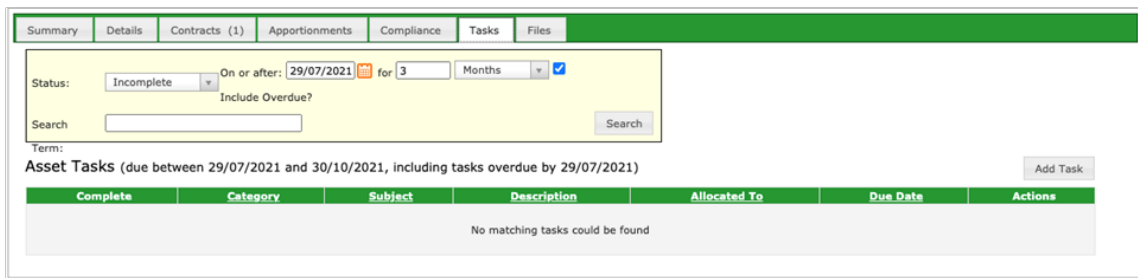 Summary Details Contracts (1) Apportionments Compliance Tasks Files
Status: Incomplete On or after: 29/07/2021 for 3 Months
Include Overdue?
Search Term: Search
Asset Tasks (due between 29/07/2021 and 30/10/2021, including tasks overdue by 29/07/2021) Add Task
Complete Category Subject Description Allocated To Due Date Actions
No matching tasks could be found